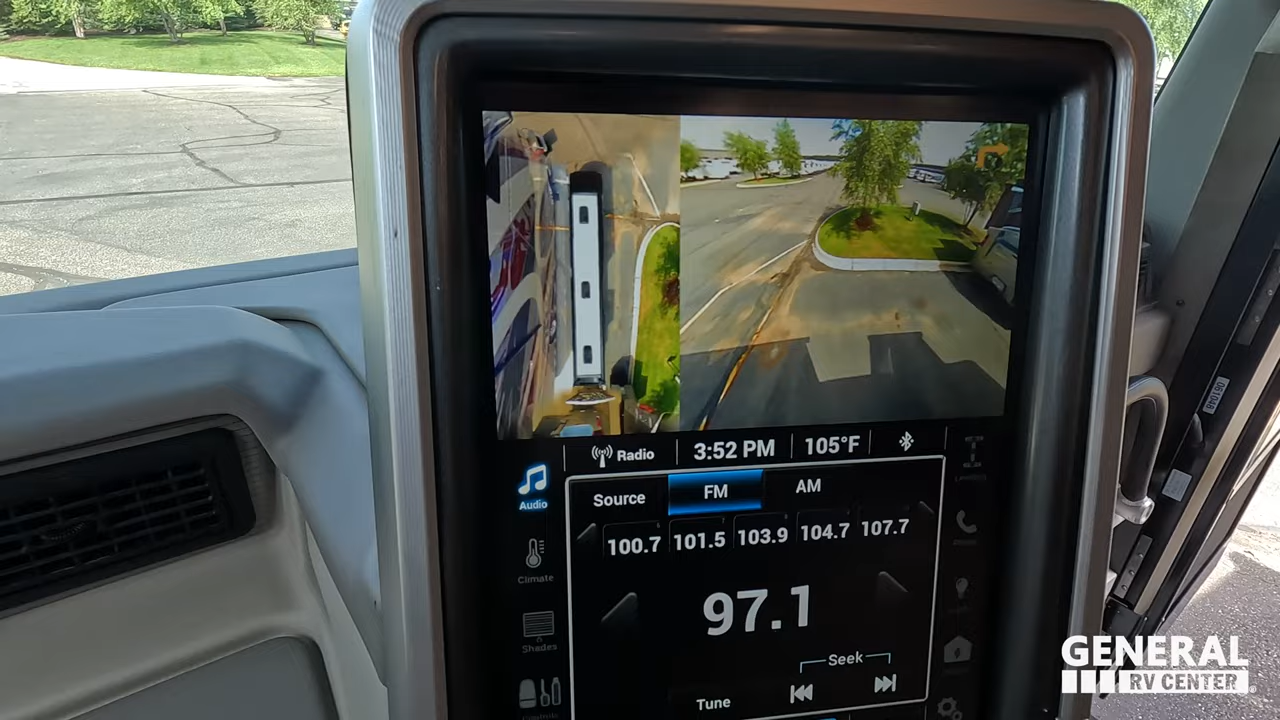 Radio
3:52 PM
105°F
Audio
Source
FM
AM
100.7
101.5
103.9
104.7
107.7
Climate
97.1
Shades
Seek
Tune
GENERAL
RV CENTER